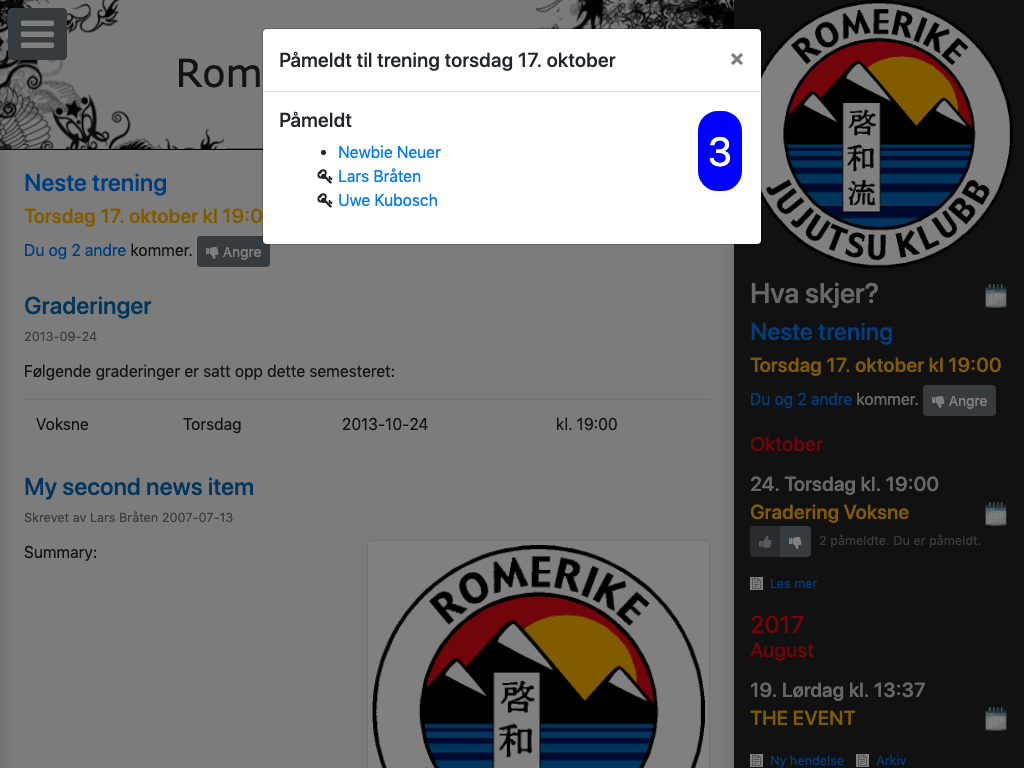 Rom
Påmeldt til trening torsdag 17. oktober
×
Påmeldt
Newbie Neuer
Lars Bråten
Uwe Kubosch
3
Neste trening
Torsdag 17. oktober kl 19:0
Du og 2 andre kommer. Angre
Graderinger
2013-09-24
Følgende graderinger er satt opp dette semesteret:
Voksne Torsdag 2013-10-24 kl. 19:00
My second news item
Skrevet av Lars Bråten 2007-07-13
Summary:
ROMERIKE
啓
和
ROMERIKE
啓
和
流
JUJUTSU KLUBB
Hva skjer?
Neste trening
Torsdag 17. oktober kl 19:00
Du og 2 andre kommer. Angre
Oktober
24. Torsdag kl. 19:00
Gradering Voksne
2 påmeldte. Du er påmeldt.
Les mer
2017
August
19. Lørdag kl. 13:37
THE EVENT
Ny hendelse Arkiv